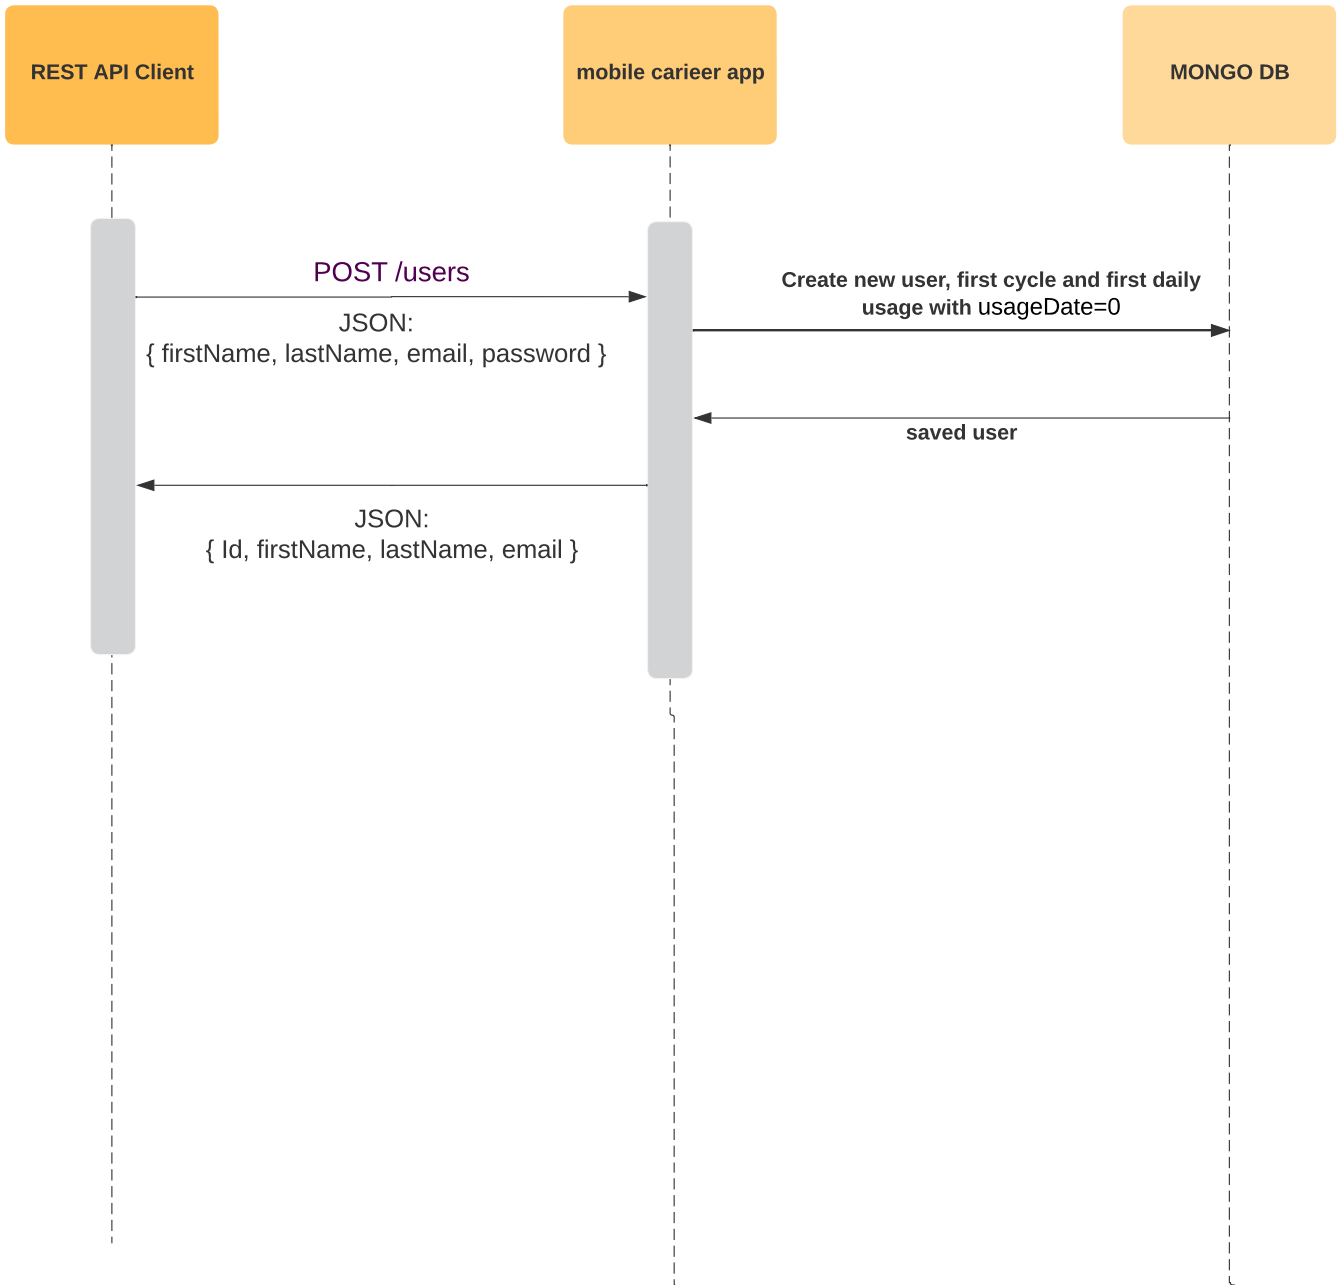 REST API Client
mobile carieer app
MONGO DB
POST /users
JSON:
{ firstName, lastName, email, password }
Create new user, first cycle and first daily
usage with usageDate=0
saved user
JSON:
{ Id, firstName, lastName, email }